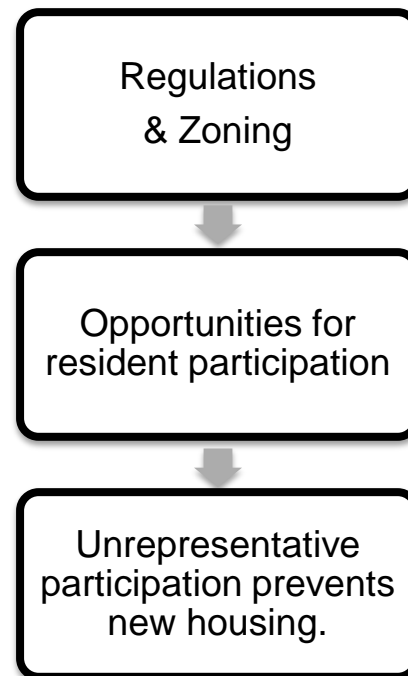 Regulations
& Zoning
Opportunities for
resident participation
Unrepresentative
participation prevents
new housing.